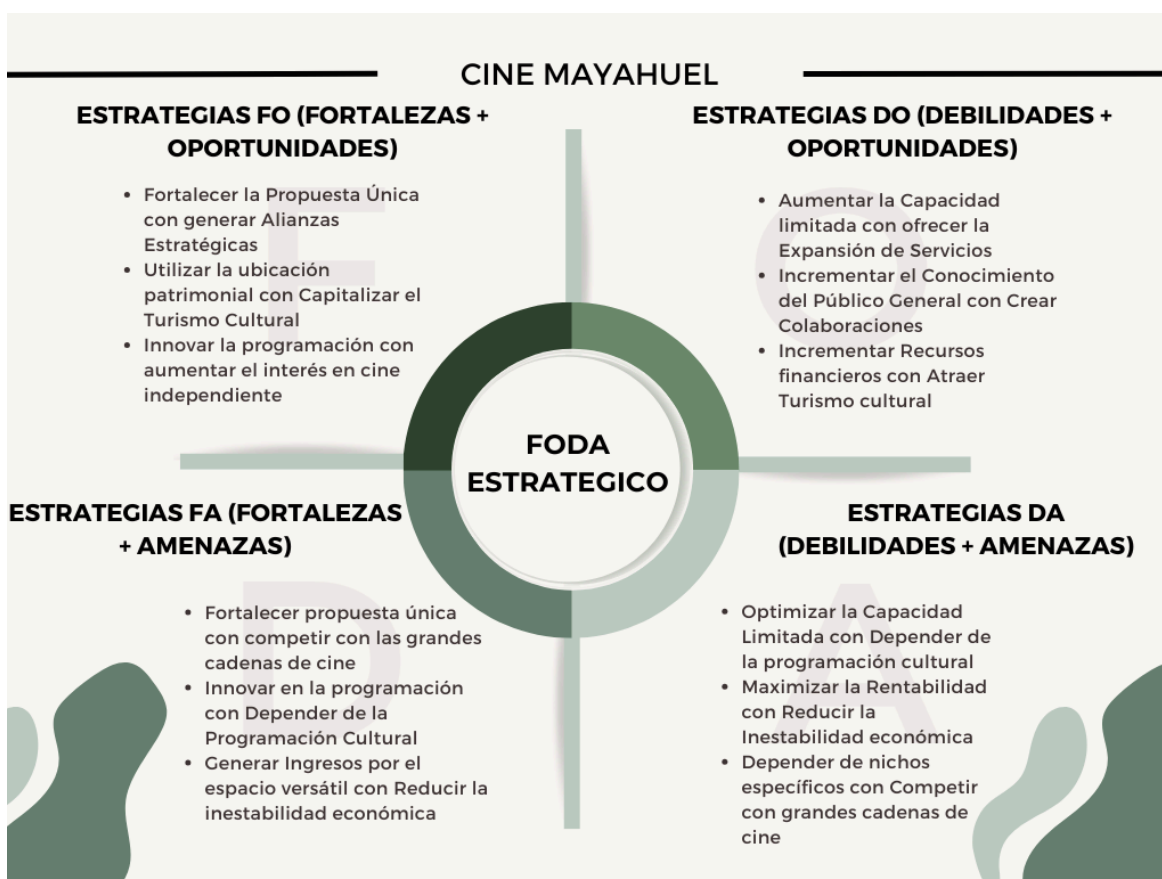 CINE MAYAHUEL
ESTRATEGIAS FO (FORTALEZAS +
OPORTUNIDADES)
F
• Fortalecer la Propuesta Única
con generar Alianzas
Estratégicas
• Utilizar la ubicación
patrimonial con Capitalizar el
Turismo Cultural
• Innovar la programación con
aumentar el interés en cine
independiente
ESTRATEGIAS DO (DEBILIDADES +
OPORTUNIDADES)
O
• Aumentar la Capacidad
limitada con ofrecer la
Expansión de Servicios
• Incrementar el Conocimiento
del Público General con Crear
Colaboraciones
• Incrementar Recursos
financieros con Atraer
Turismo cultural
FODA
ESTRATEGICO
ESTRATEGIAS FA (FORTALEZAS
+ AMENAZAS)
D
• Fortalecer propuesta única
con competir con las grandes
cadenas de cine
• Innovar en la programación
con Depender de la
Programación Cultural
• Generar Ingresos por el
espacio versátil con Reducir la
inestabilidad económica
ESTRATEGIAS DA
(DEBILIDADES + AMENAZAS)
A
• Optimizar la Capacidad
Limitada con Depender de
la programación cultural
• Maximizar la Rentabilidad
con Reducir la
Inestabilidad económica
• Depender de nichos
específicos con Competir
con grandes cadenas de
cine